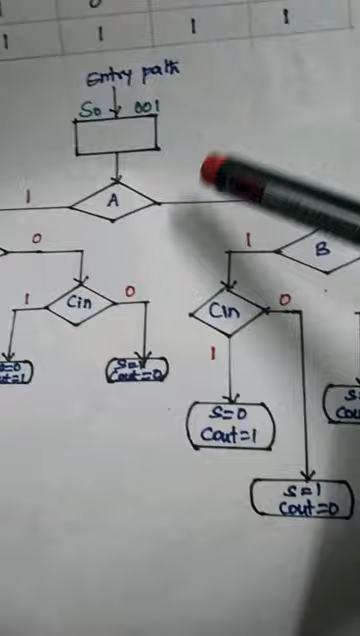 0
1 1 1 1
Entry path
S0 001
A
1
0
1
B
1 Cin 0
Cin 0
1
Cout=0
S=0
Cout=1
S=1
Cout=0